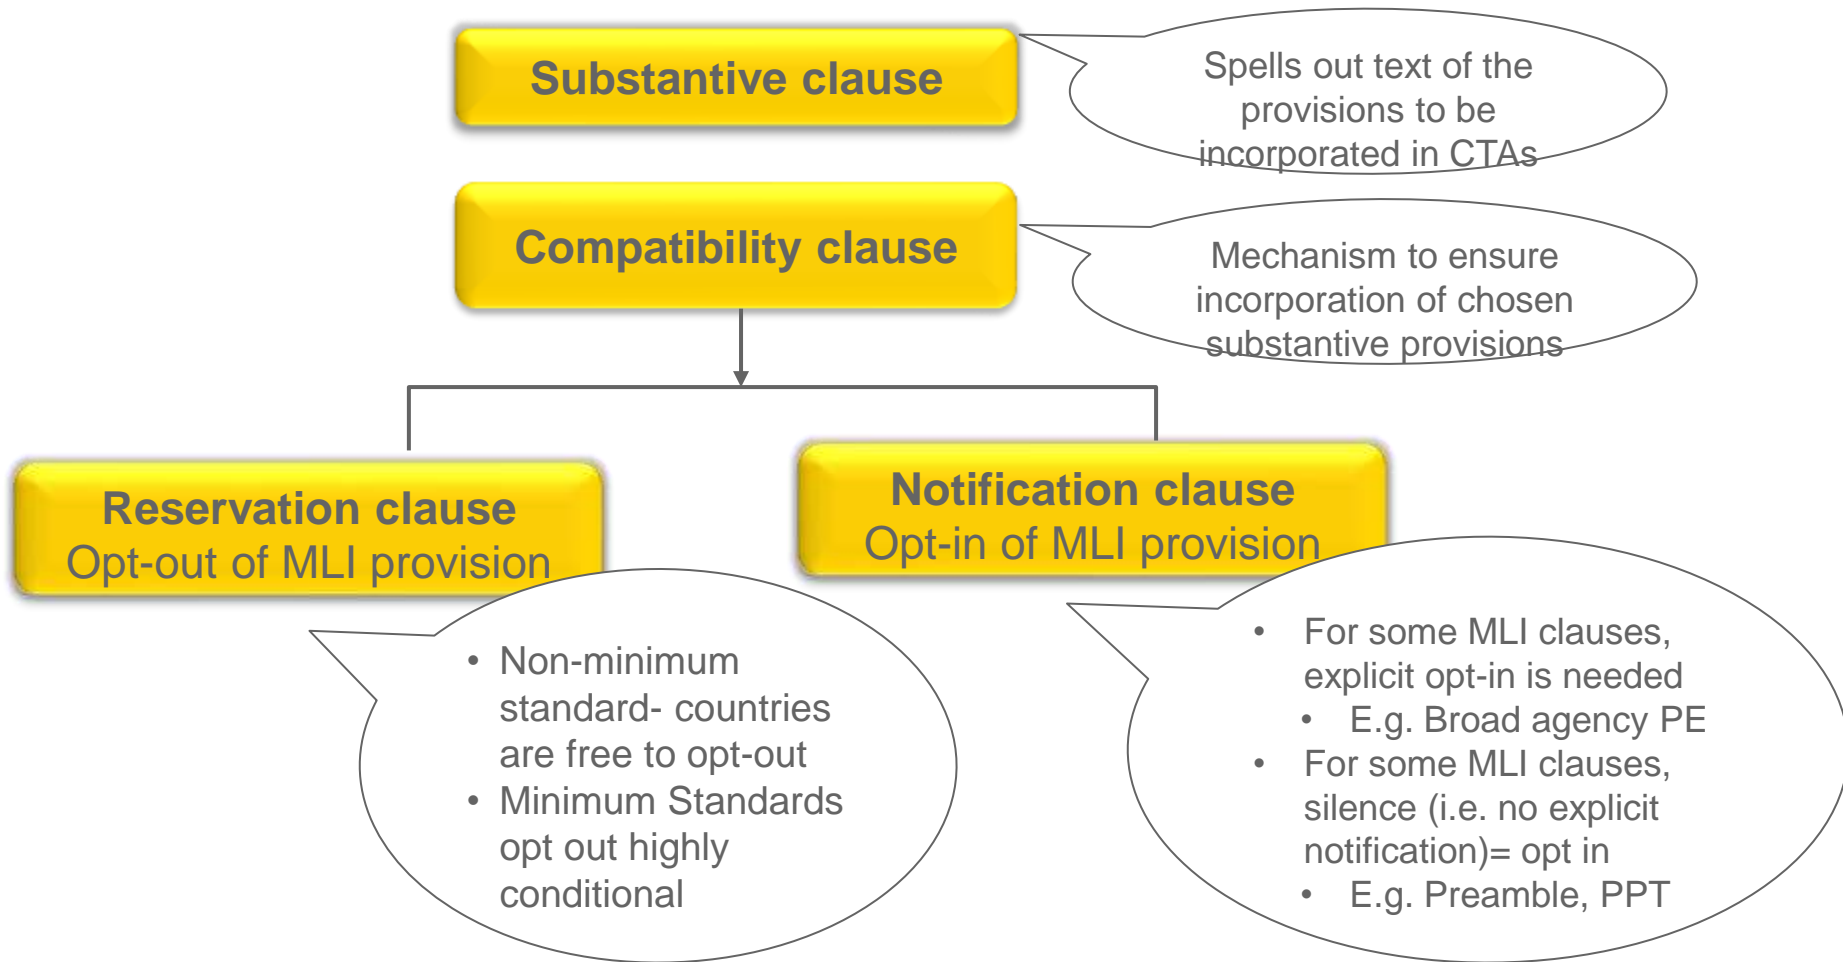 Substantive clause
Spells out text of the
provisions to be
incorporated in CTAs
Compatibility clause
Mechanism to ensure
incorporation of chosen
substantive provisions
Reservation clause
Opt-out of MLI provision
Notification clause
Opt-in of MLI provision
• Non-minimum
standard- countries
are free to opt-out
• Minimum Standards
opt out highly
conditional
• For some MLI clauses,
explicit opt-in is needed
• E.g. Broad agency PE
• For some MLI clauses,
silence (i.e. no explicit
notification)= opt in
• E.g. Preamble, PPT